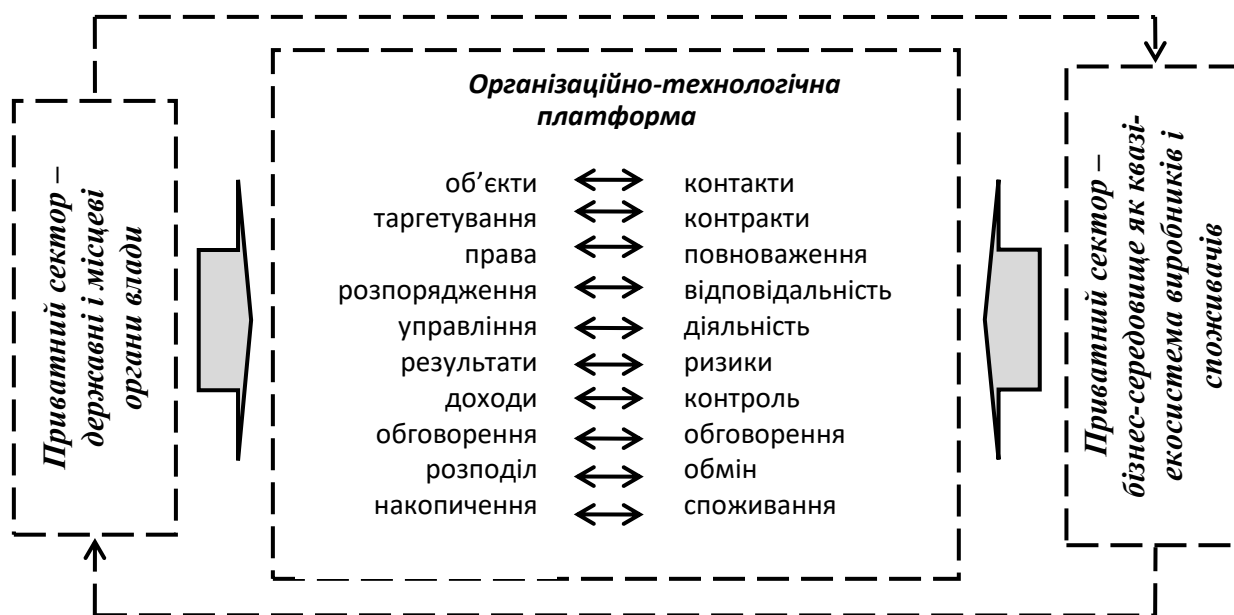 Приватний сектор –
державні і місцеві
органи влади
Організаційно-технологічна
платформа
об’єкти контакти
таргетування контракти
права повноваження
розпорядження відповідальність
управління діяльність
результати ризики
доходи контроль
обговорення обговорення
розподіл обмін
накопичення споживання
Приватний сектор –
бізнес-середовище як квазі-
екосистема виробників і
споживачів